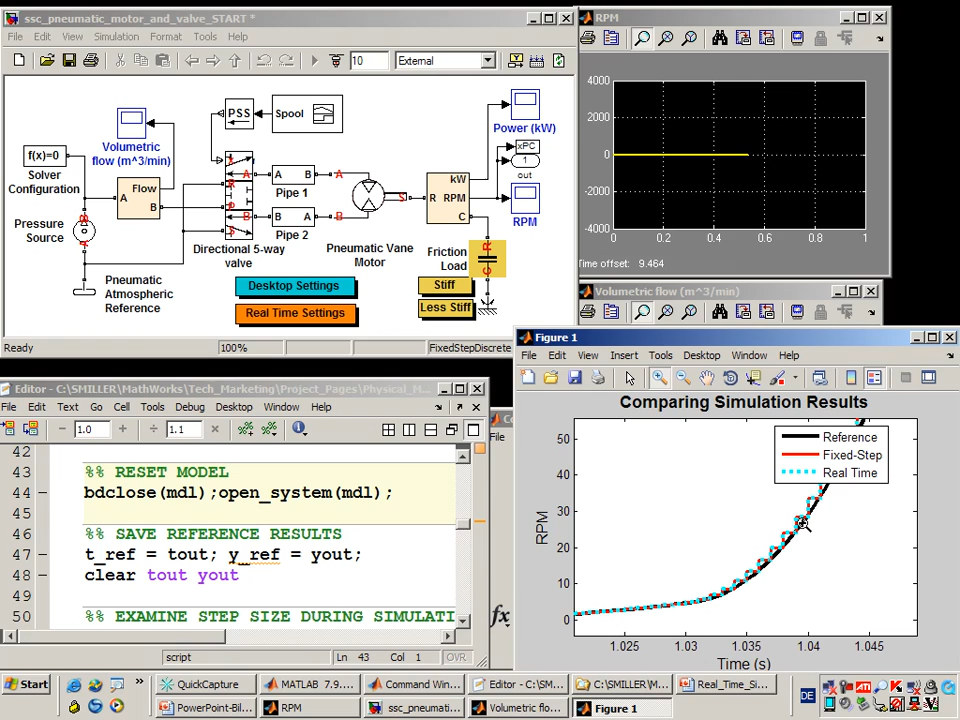 ssc_pneumatic_motor_and_valve_START *
File Edit View Simulation Format Tools Help
10 External
f(x)=0
Solver
Configuration
Volumetric
flow (m^3/min)
PSS
Spool
Flow
A
B
Pressure
Source
A
B
Pneumatic
Atmospheric
Reference
A
R
P
B
S
Directional 5-way
valve
A B
Pipe 1
B A
Pipe 2
A
B
S
Pneumatic Vane
Motor
kW
R RPM
C
Power (kW)
xPC
1
out
RPM
Friction
Load
R
C
Stiff
Less Stiff
Desktop Settings
Real Time Settings
Ready 100% FixedStepDiscrete
RPM
4000
2000
0
-2000
-4000
0 0.2 0.4 0.6 0.8 1
Time offset: 9.464
Volumetric flow (m^3/min)
Figure 1
File Edit View Insert Tools Desktop Window Help
Comparing Simulation Results
Reference
Fixed-Step
Real Time
50
40
30
20
10
0
RPM
1.025 1.03 1.035 1.04 1.045
Time (s)
Editor - C:\SMILLER\MathWorks\Tech_Marketing\Project_Pages\Physical_M...
File Edit Text Go Cell Tools Debug Desktop Window Help
1.0 1.1
42
43 %% RESET MODEL
44 bdclose(mdl);open_system(mdl);
45
46 %% SAVE REFERENCE RESULTS
47 t_ref = tout; y_ref = yout;
48 clear tout yout
49
50 %% EXAMINE STEP SIZE DURING SIMULATI
script Ln 43 Col 1 OVR
File
fx
Start
QuickCapture
MATLAB 7.9....
Command Win...
Editor - C:\SM...
C:\SMILLER\M...
Real_Time_Si...
DE
PowerPoint-Bil...
RPM
ssc_pneumati...
Volumetric flo...
Figure 1